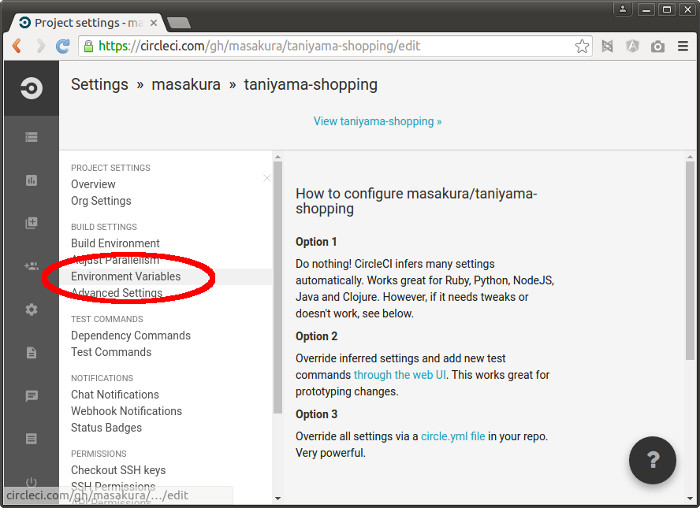 Project settings - ma
https://circleci.com/gh/masakura/taniyama-shopping/edit
Settings » masakura » taniyama-shopping
View taniyama-shopping »
PROJECT SETTINGS
Overview
Org Settings
BUILD SETTINGS
Build Environment
Adjust Parallelism
Environment Variables
Advanced Settings
TEST COMMANDS
Dependency Commands
Test Commands
NOTIFICATIONS
Chat Notifications
Webhook Notifications
Status Badges
PERMISSIONS
Checkout SSH keys
SSH Permissions
API Permissions
circleci.com/gh/masakura/…/edit
How to configure masakura/taniyama-
shopping
Option 1
Do nothing! CircleCI infers many settings
automatically. Works great for Ruby, Python, NodeJS,
Java and Clojure. However, if it needs tweaks or
doesn't work, see below.
Option 2
Override inferred settings and add new test
commands through the web UI. This works great for
prototyping changes.
Option 3
Override all settings via a circle.yml file in your repo.
Very powerful.
?